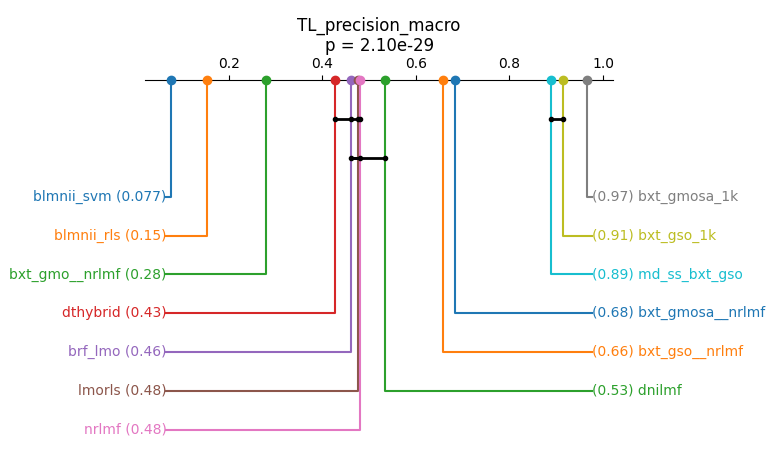 TL_precision_macro
p = 2.10e-29
0.2 0.4 0.6 0.8 1.0
blmnii_svm (0.077) (0.97) bxt_gmosa_1k
blmnii_rls (0.15) (0.91) bxt_gso_1k
bxt_gmo__nrlmf (0.28) (0.89) md_ss_bxt_gso
dthybrid (0.43) (0.68) bxt_gmosa__nrlmf
brf_lmo (0.46) (0.66) bxt_gso__nrlmf
lmorls (0.48) (0.53) dnilmf
nrlmf (0.48)